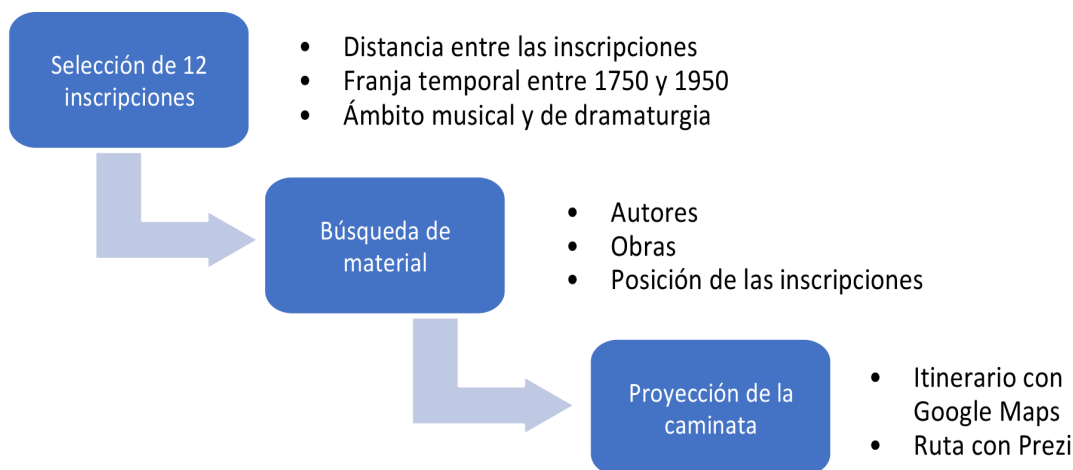 Selección de 12
inscripciones
• Distancia entre las inscripciones
• Franja temporal entre 1750 y 1950
• Ámbito musical y de dramaturgia
Búsqueda de
material
• Autores
• Obras
• Posición de las inscripciones
Proyección de la
caminata
• Itinerario con
Google Maps
• Ruta con Prezi